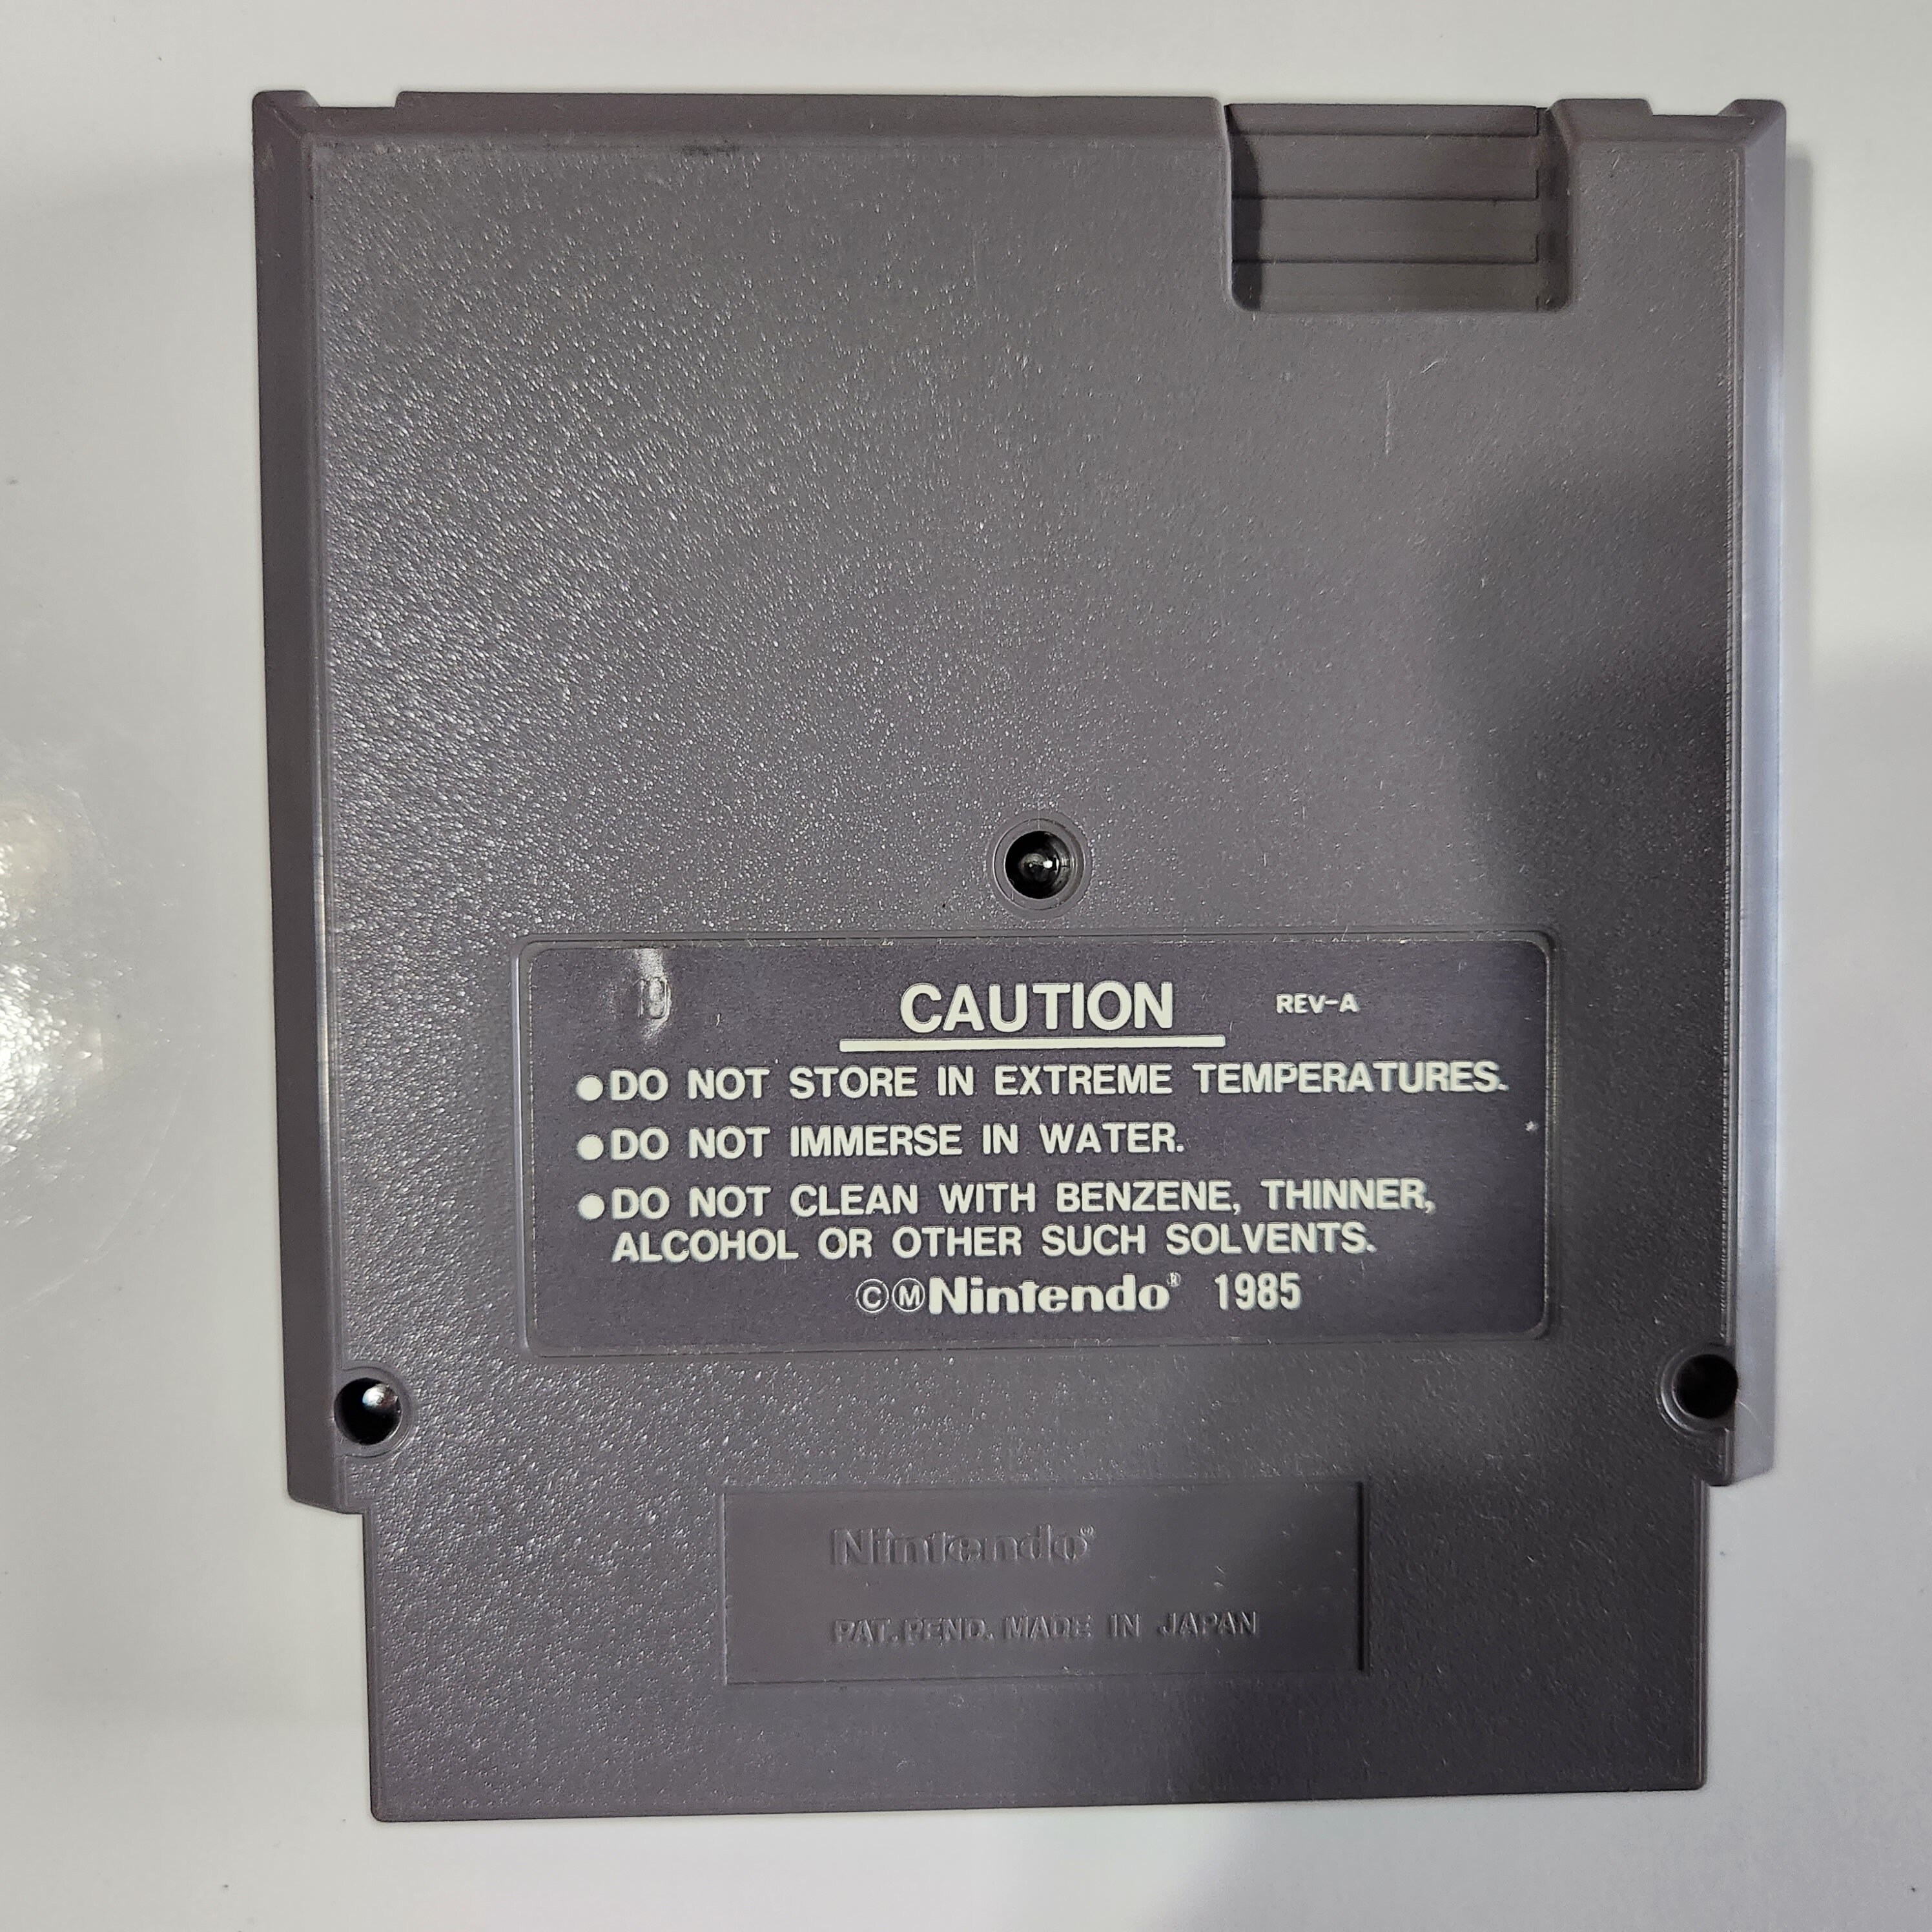 CAUTION REV-A
●DO NOT STORE IN EXTREME TEMPERATURES.
●DO NOT IMMERSE IN WATER.
●DO NOT CLEAN WITH BENZENE, THINNER,
ALCOHOL OR OTHER SUCH SOLVENTS.
©ⓂNintendo® 1985
Nintendo®
PAT. PEND. MADE IN JAPAN